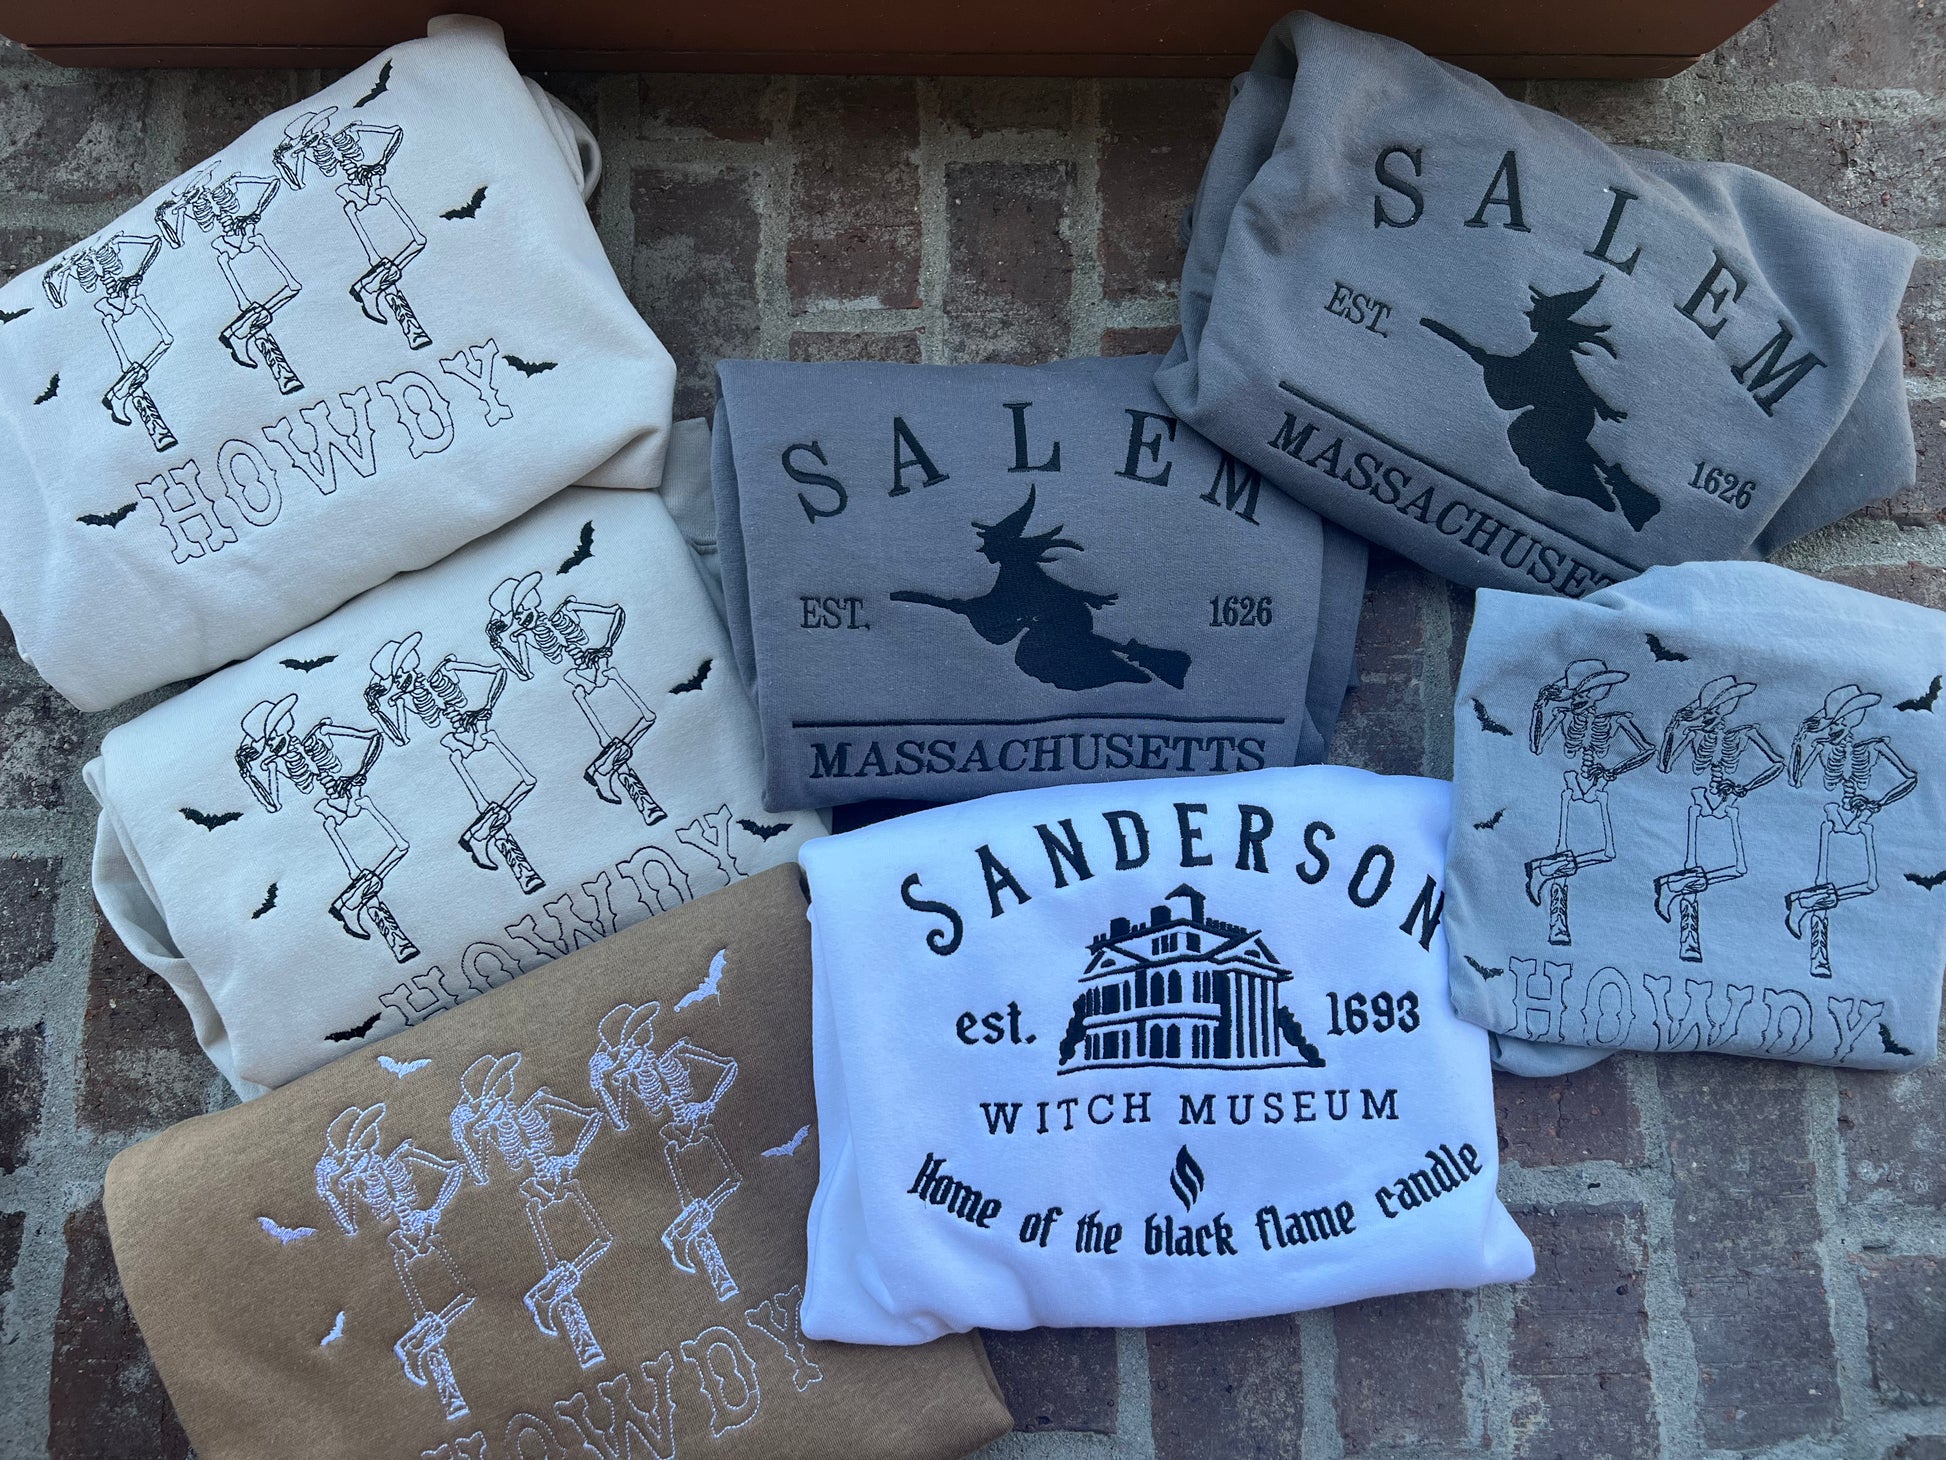 HOWDY
SALEM
EST. 1626
MASSACHUSETTS
SALEM
EST. 1626
MASSACHUSETTS
HOWDY
HOWDY
SANDERSON
est. 1693
WITCH MUSEUM
Home of the black flame candle
HOWDY